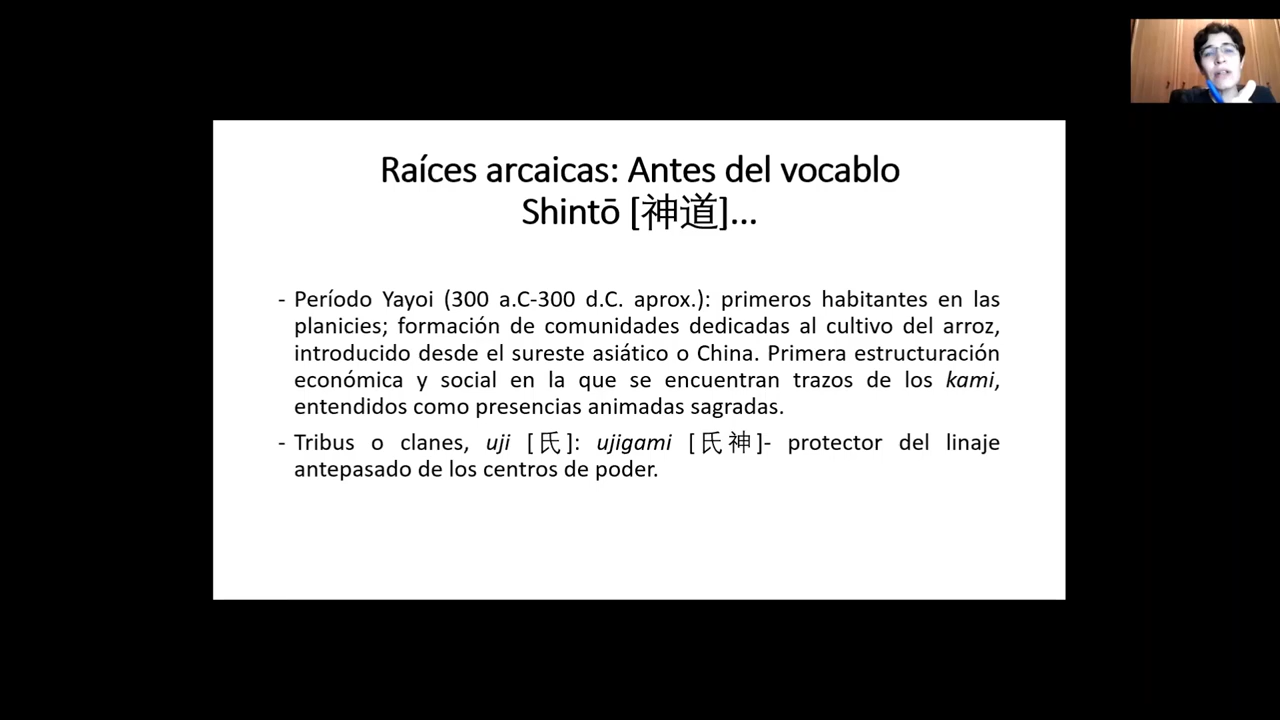 Raíces arcaicas: Antes del vocablo
Shintō [神道]...
- Período Yayoi (300 a.C-300 d.C. aprox.): primeros habitantes en las
planicies; formación de comunidades dedicadas al cultivo del arroz,
introducido desde el sureste asiático o China. Primera estructuración
económica y social en la que se encuentran trazos de los kami,
entendidos como presencias animadas sagradas.
- Tribus o clanes, uji [氏]: ujigami [氏神]- protector del linaje
antepasado de los centros de poder.